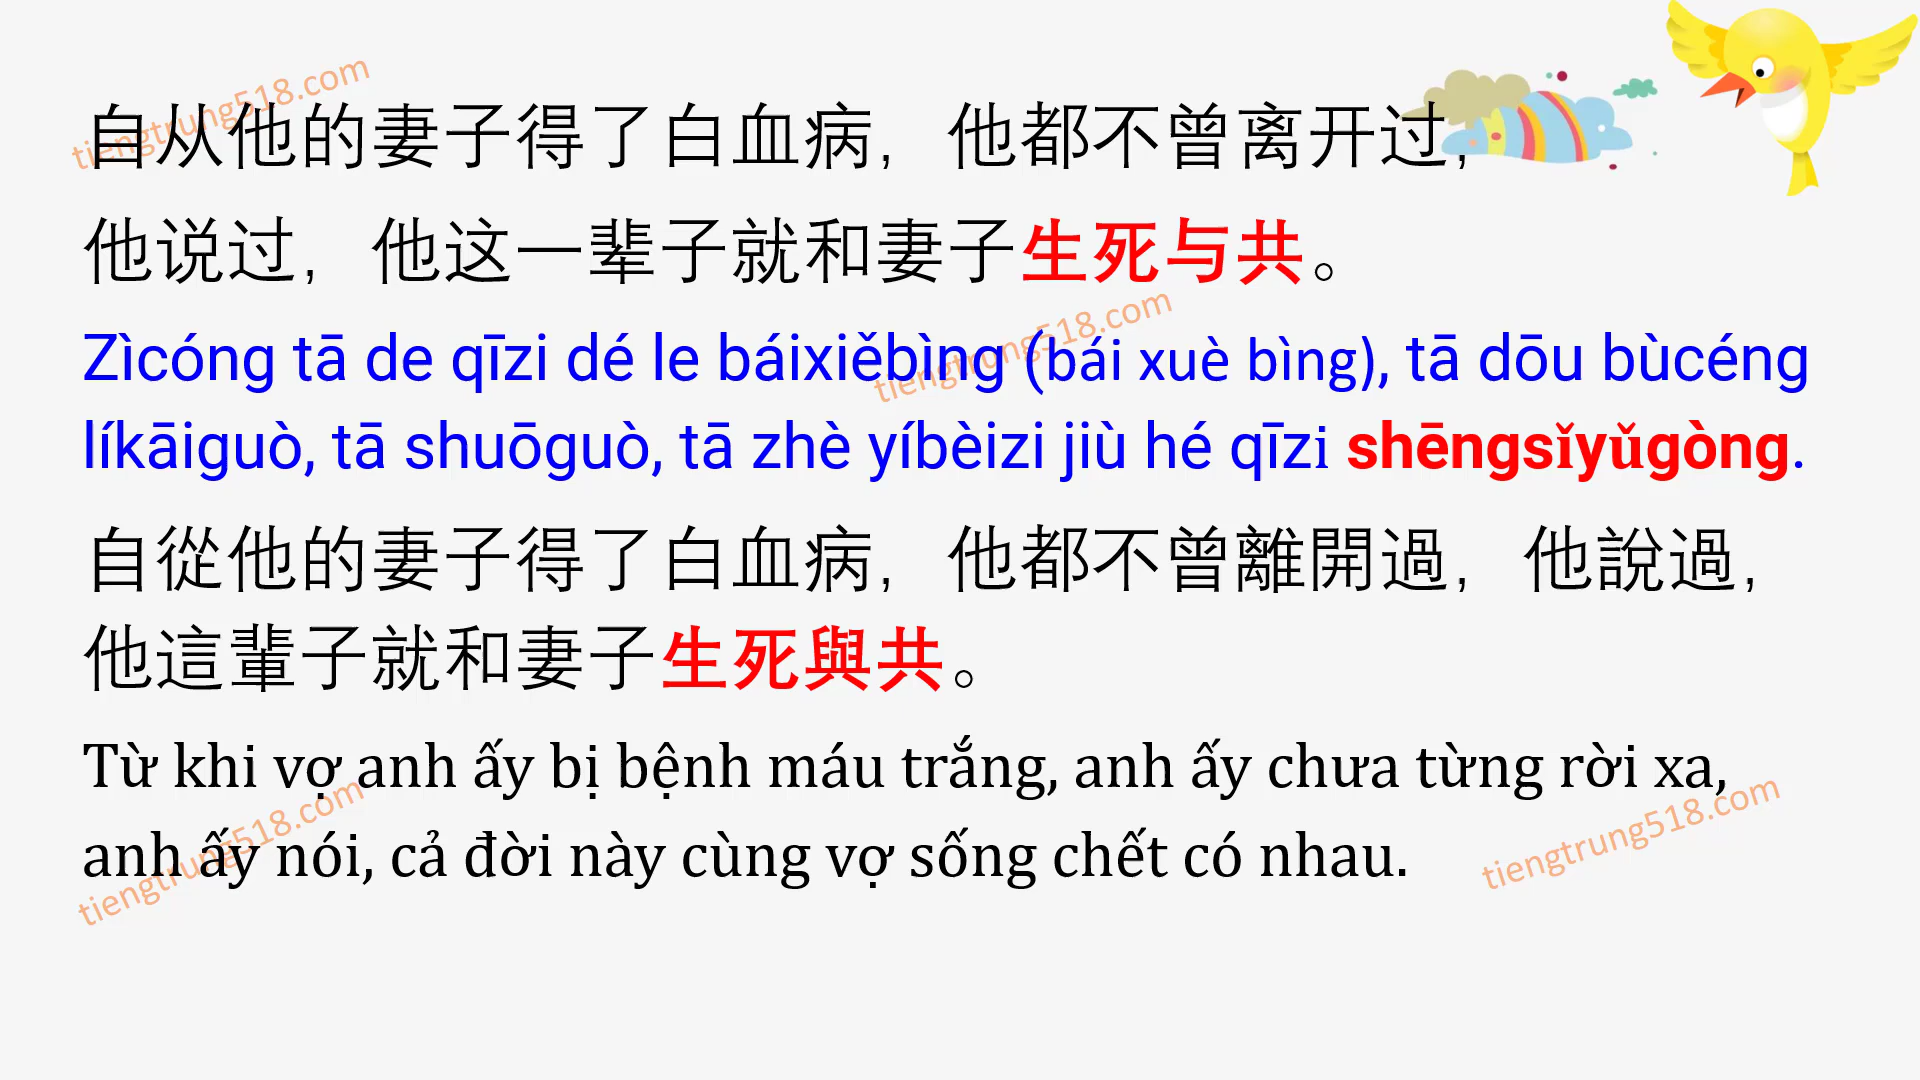 自从他的妻子得了白血病, 他都不曾离开过,
他说过, 他这一辈子就和妻子生死与共。
Zìcóng tā de qīzi dé le báixiěbìng (bái xuè bìng), tā dōu bùcéng
líkāiguò, tā shuōguò, tā zhè yíbèizi jiù hé qīzi shēngsǐyǔgòng.
自從他的妻子得了白血病, 他都不曾離開過, 他說過,
他這輩子就和妻子生死與共。
Từ khi vợ anh ấy bị bệnh máu trắng, anh ấy chưa từng rời xa,
anh ấy nói, cả đời này cùng vợ sống chết có nhau.
tiengtrung518.com
tiengtrung518.com
tiengtrung518.com
tiengtrung518.com